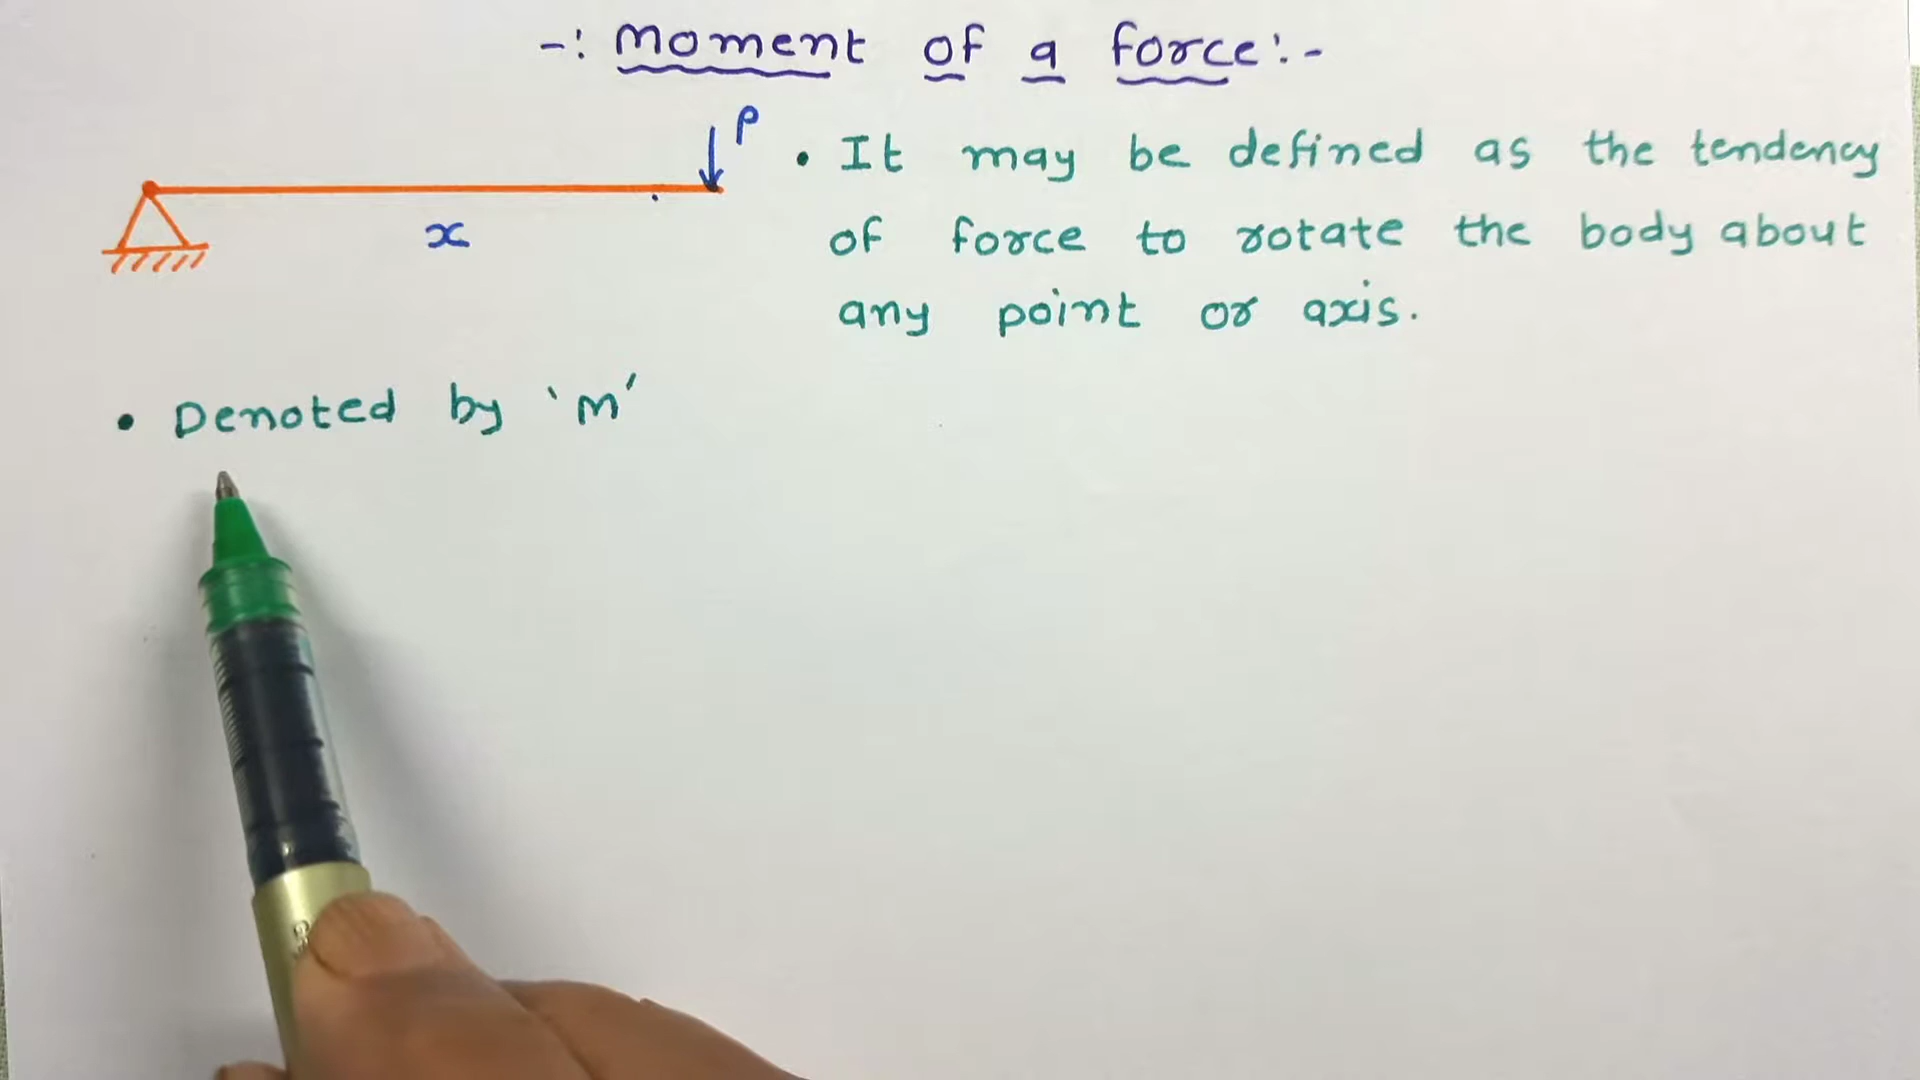 -: Moment of a force:-
P
• It may be defined as the tendency
of force to rotate the body about
any point or axis.
x
• Denoted by 'm'